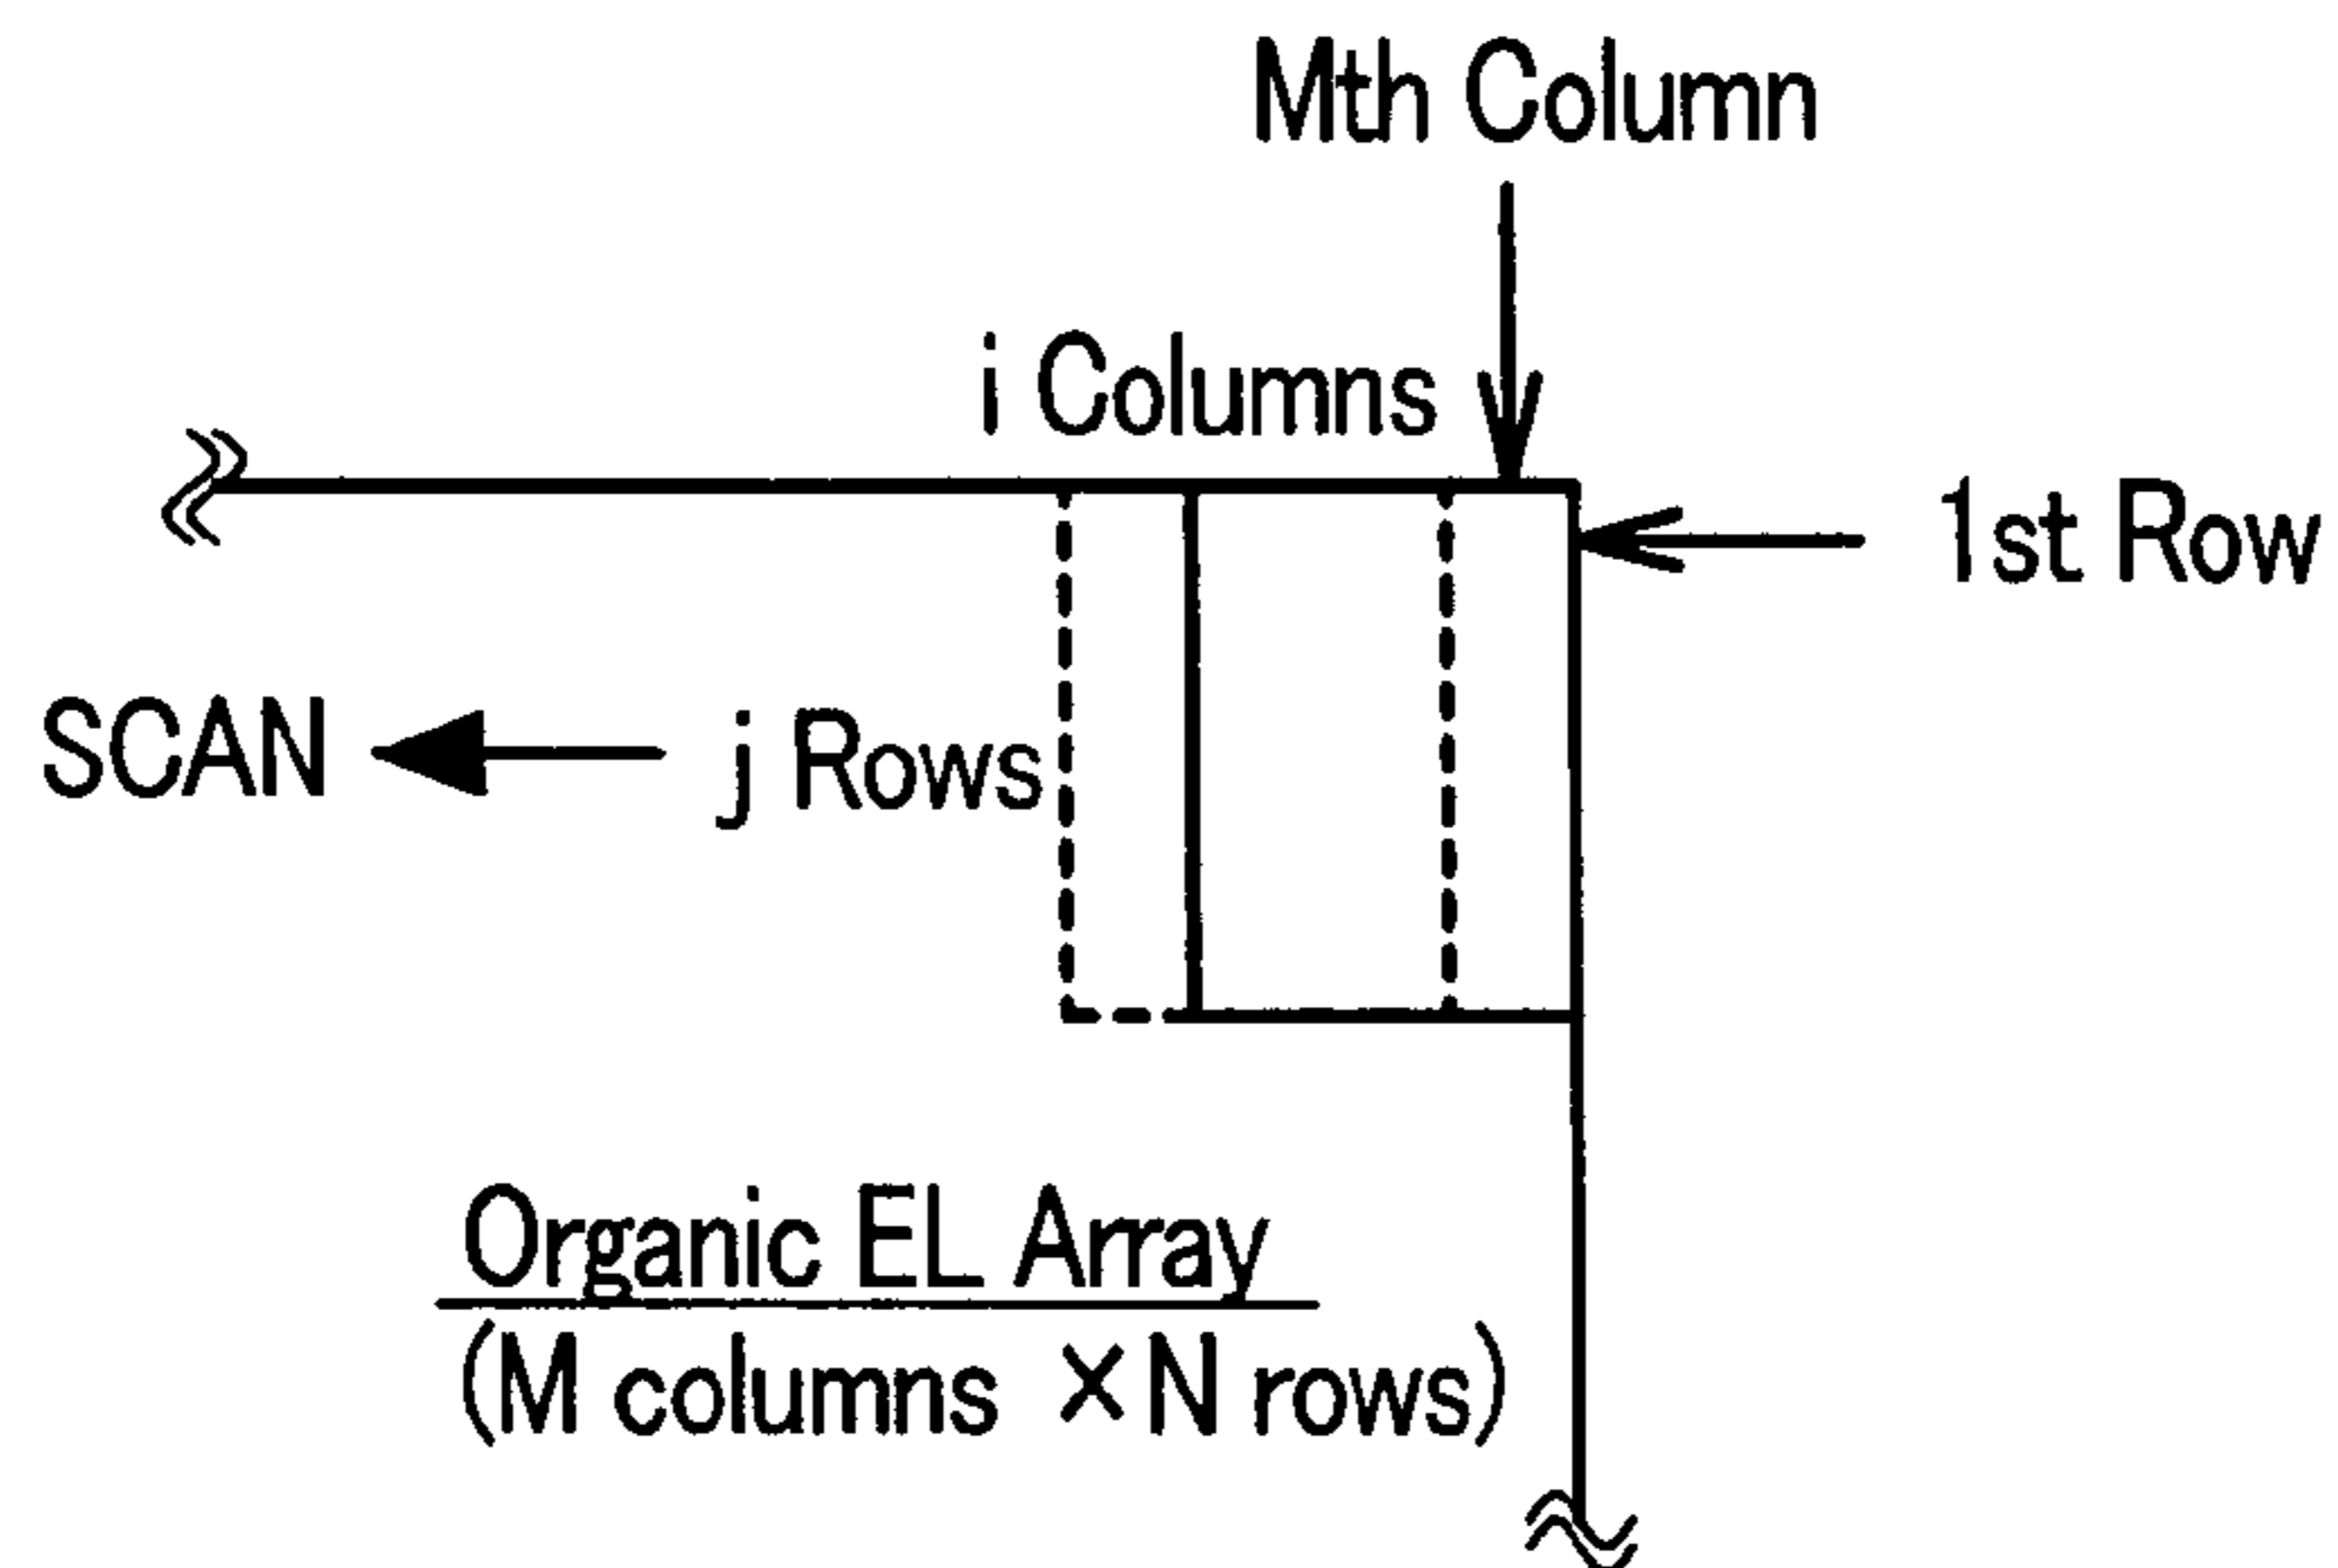 Mth Column
i Columns
1st Row
SCAN
j Rows
Organic EL Array
(M columns × N rows)